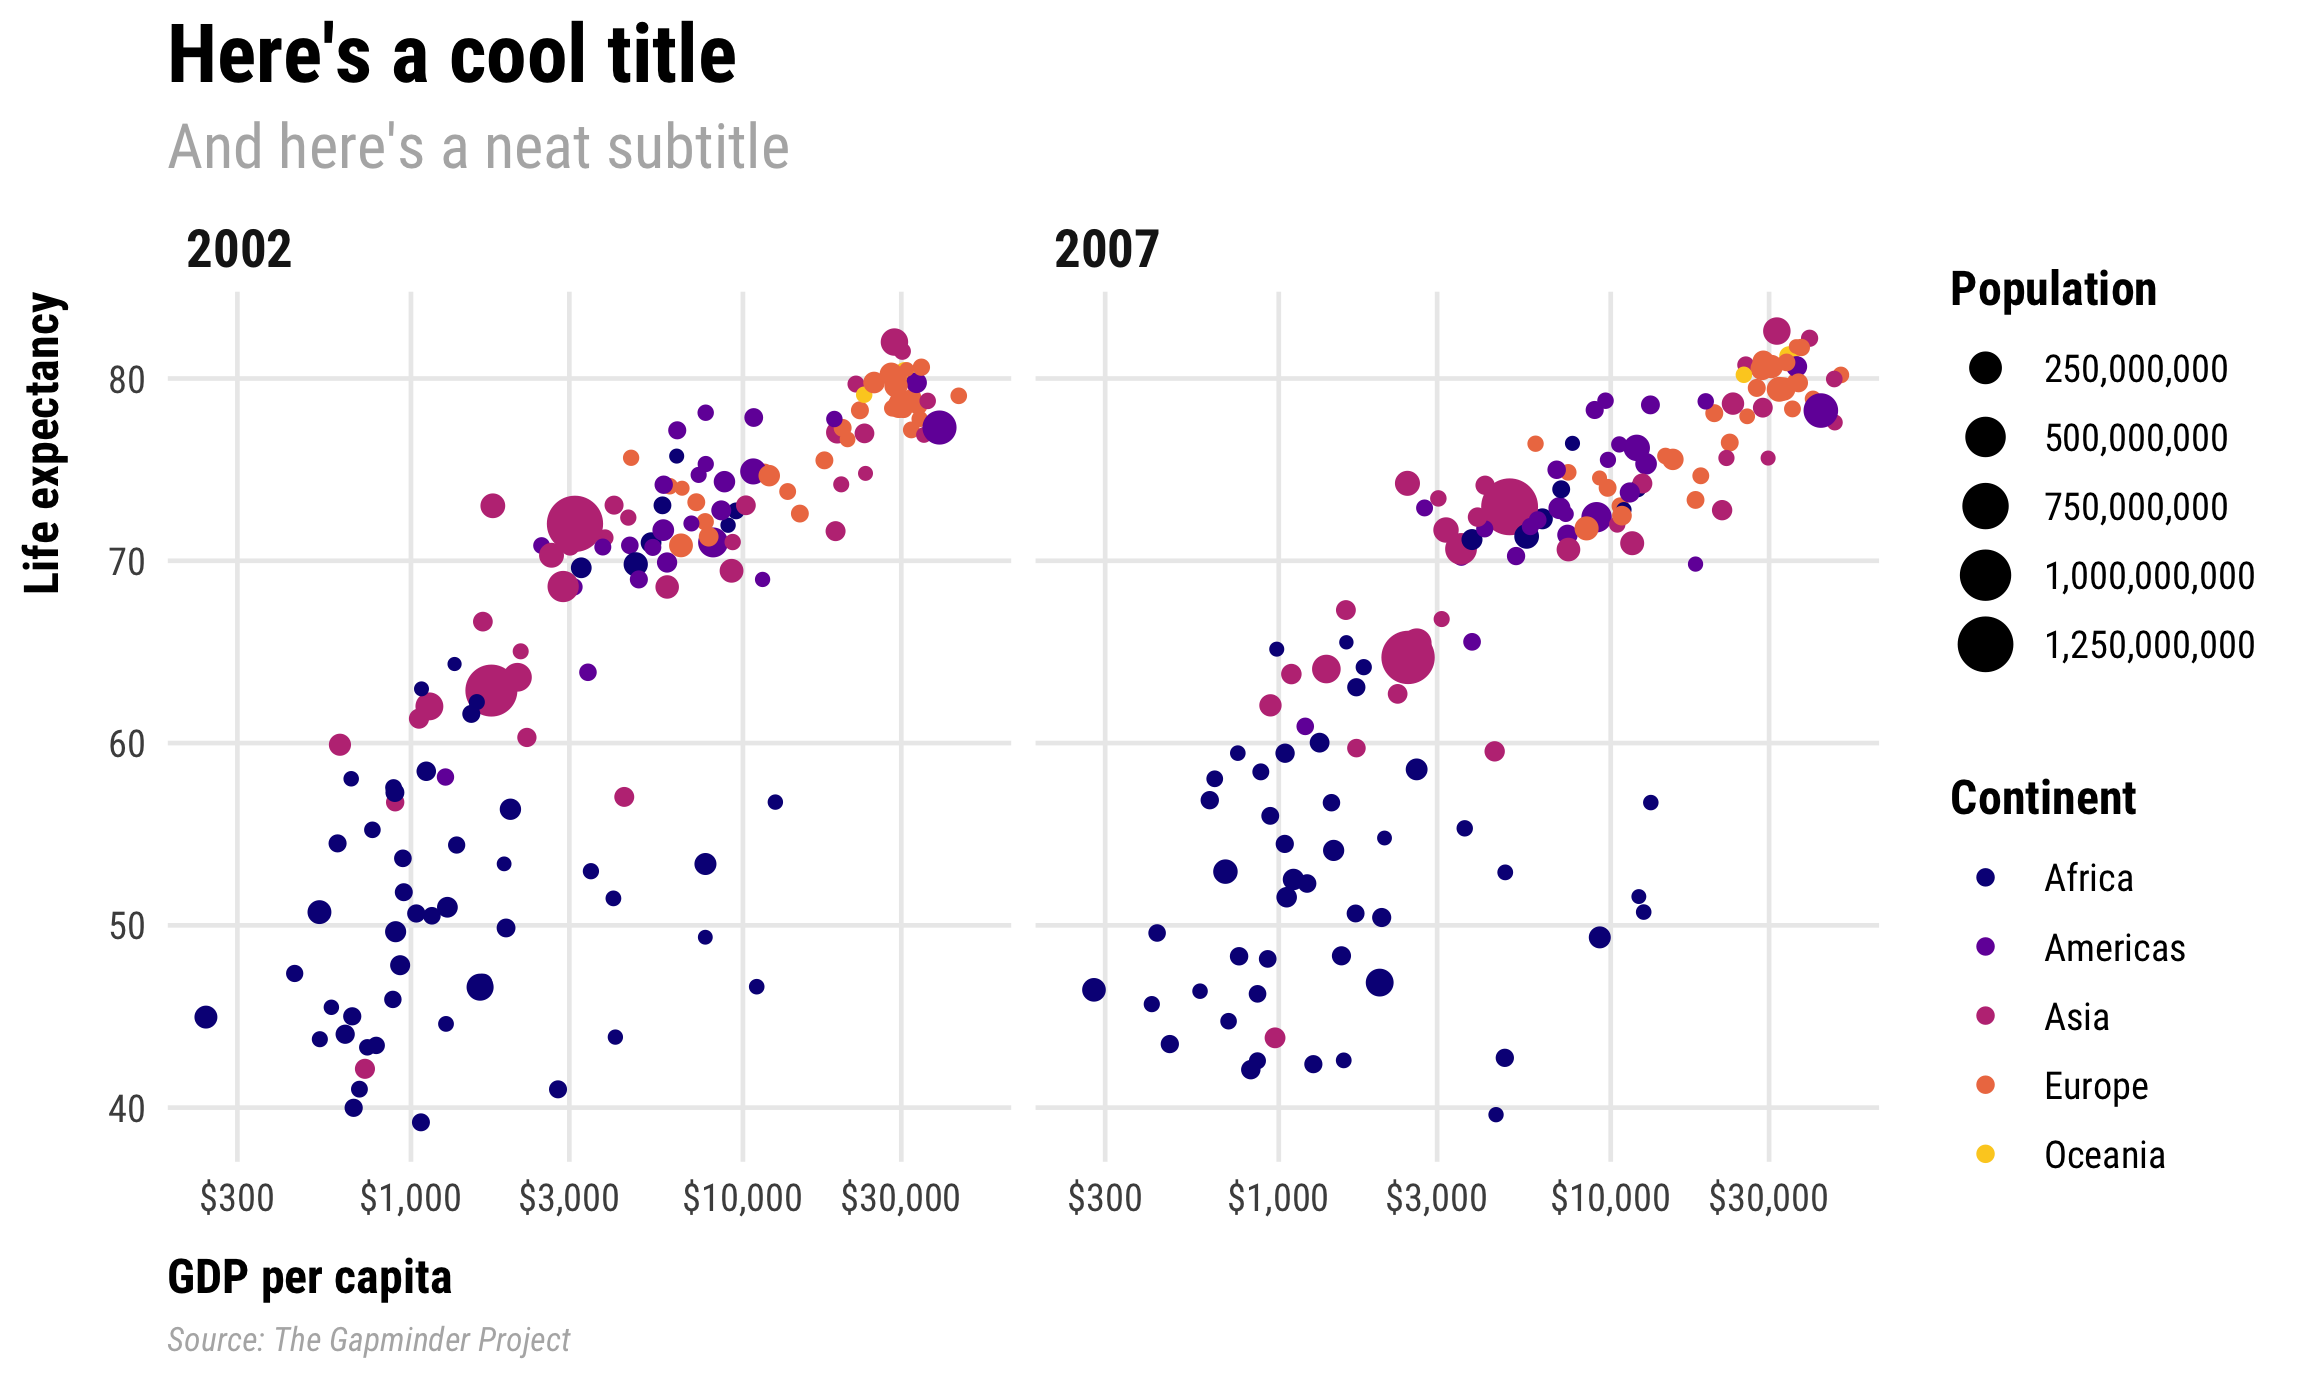 Here's a cool title
And here's a neat subtitle
2002
2007
Life expectancy
80
70
60
50
40
$300
$1,000
$3,000
$10,000
$30,000
$300
$1,000
$3,000
$10,000
$30,000
GDP per capita
Source: The Gapminder Project
Population
250,000,000
500,000,000
750,000,000
1,000,000,000
1,250,000,000
Continent
Africa
Americas
Asia
Europe
Oceania